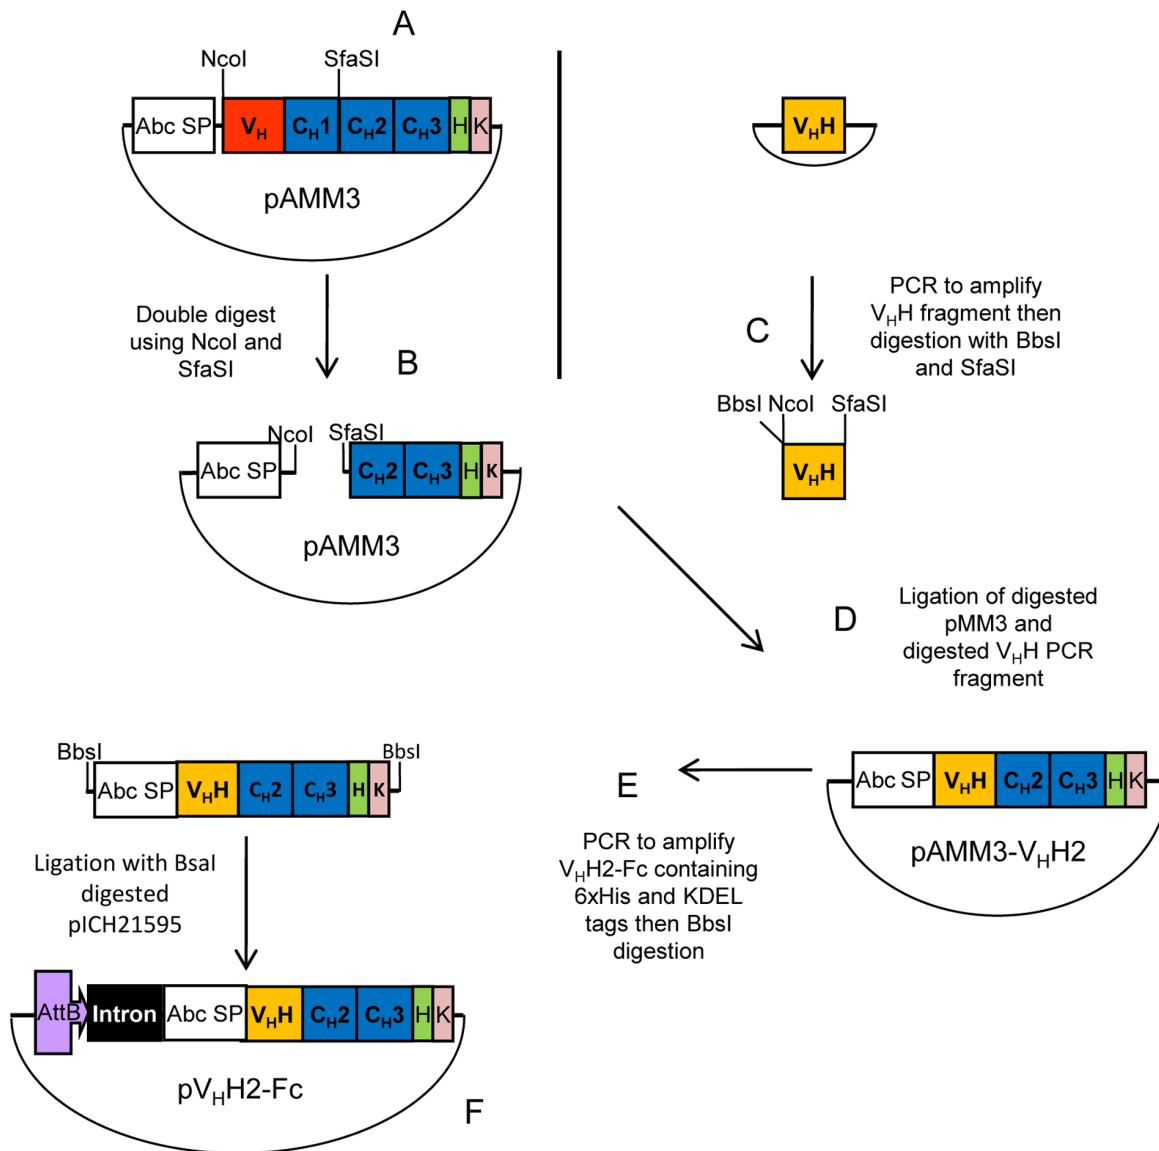 A
NcoI SfaSI
Abc SP VH CH1 CH2 CH3 H K
pAMM3
Double digest
using NcoI and
SfaSI
B
NcoI SfaSI
Abc SP CH2 CH3 H K
pAMM3
VHH
C
PCR to amplify
VHH fragment then
digestion with BbsI
and SfaSI
BbsI NcoI SfaSI
VHH
D
Ligation of digested
pMM3 and
digested VHH PCR
fragment
Abc SP VHH CH2 CH3 H K
pAMM3-VHH2
E
PCR to amplify
VHH2-Fc containing
6xHis and KDEL
tags then BbsI
digestion
BbsI BbsI
Abc SP VHH CH2 CH3 H K
Ligation with BsaI
digested
pICH21595
AttB Intron Abc SP VHH CH2 CH3 H K
pVHH2-Fc
F